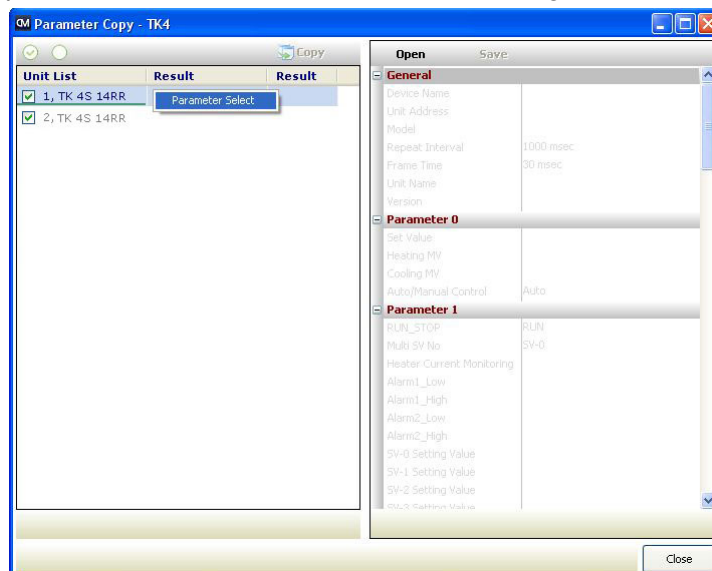 Parameter Copy - TK4
Copy
Unit List Result Result
1, TK 4S 14RR
Parameter Select
2, TK 4S 14RR
Open Save
General
Device Name
Unit Address
Model
Repeat Interval 1000 msec
Frame Time 30 msec
Unit Name
Version
Parameter 0
Set Value
Heating MV
Cooling MV
Auto/Manual Control Auto
Parameter 1
RUN_STOP RUN
Multi SV No SV-0
Heater Current Monitoring
Alarm1_Low
Alarm1_High
Alarm2_Low
Alarm2_High
SV-0 Setting Value
SV-1 Setting Value
SV-2 Setting Value
SV-3 Setting Value
Close